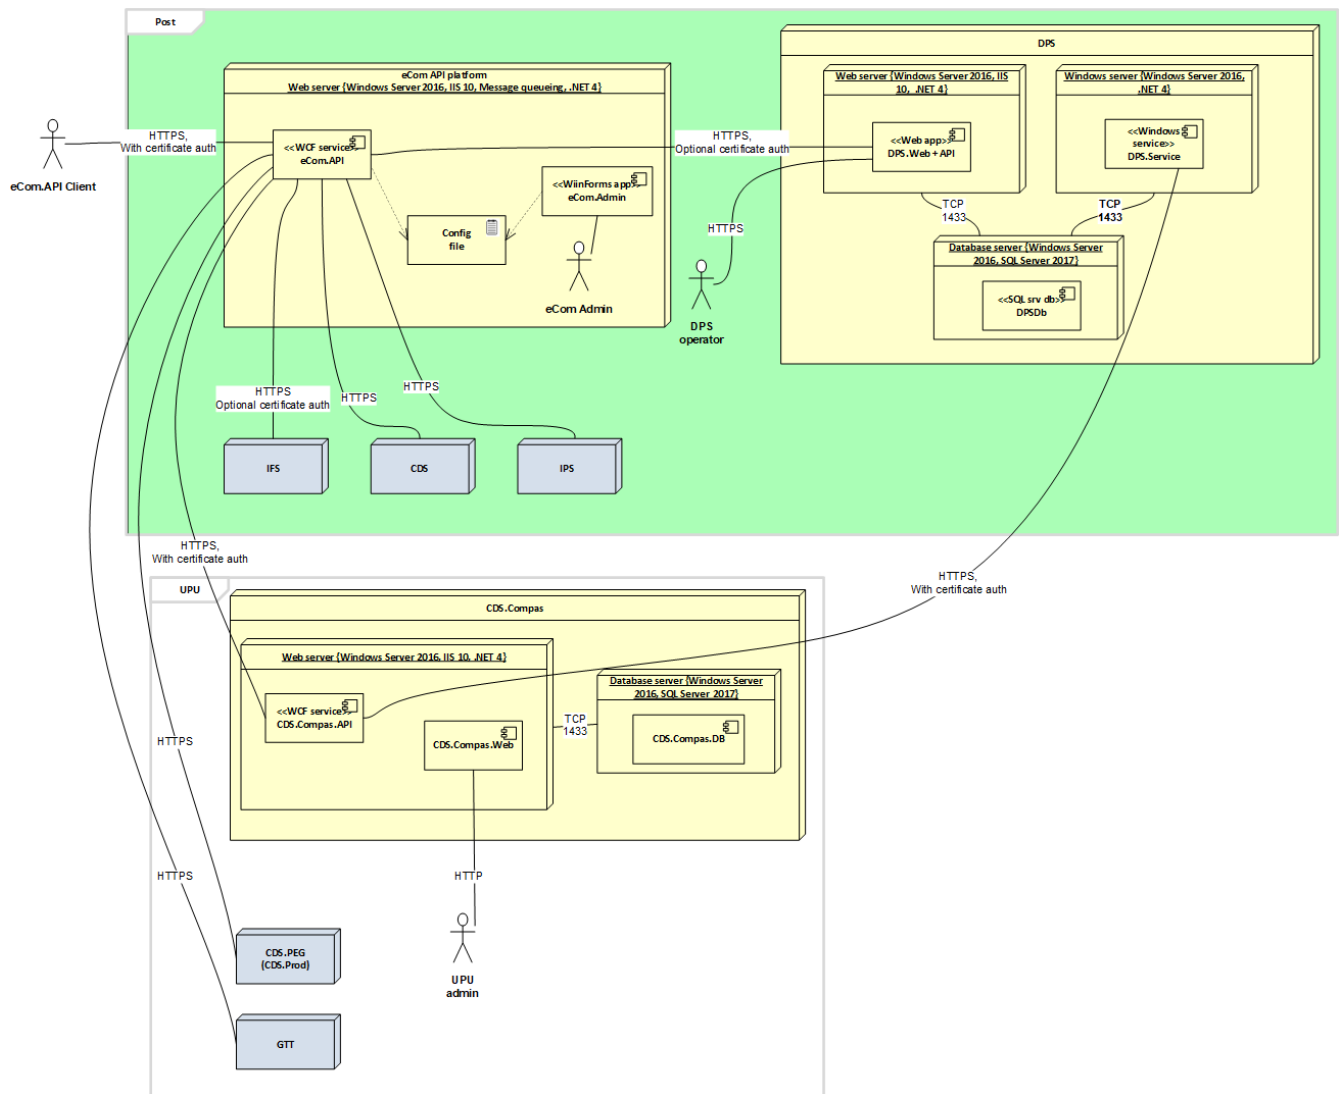 Post
DPS
eCom API platform
Web server {Windows Server 2016, IIS 10, Message queueing, .NET 4}
Web server {Windows Server 2016, IIS
10, .NET 4}
Windows server {Windows Server 2016,
.NET 4}
HTTPS,
With certificate auth
<<WCF service>>
eCom.API
HTTPS,
Optional certificate auth
<<Web app>>
DPS.Web + API
<<Windows
service>>
DPS.Service
eCom.API Client
<<WiinForms app>>
eCom.Admin
Config
file
TCP
1433
TCP
1433
HTTPS
Database server {Windows Server
2016, SQL Server 2017}
<<SQL srv db>>
DPSDb
eCom Admin
DPS
operator
HTTPS
Optional certificate auth
HTTPS
HTTPS
IFS
CDS
IPS
HTTPS,
With certificate auth
HTTPS,
With certificate auth
UPU
CDS.Compas
Web server {Windows Server 2016, IIS 10, .NET 4}
Database server {Windows Server
2016, SQL Server 2017}
<<WCF service>>
CDS.Compas.API
CDS.Compas.Web
TCP
1433
CDS.Compas.DB
HTTPS
HTTPS
HTTP
CDS.PEG
(CDS.Prod)
UPU
admin
GTT